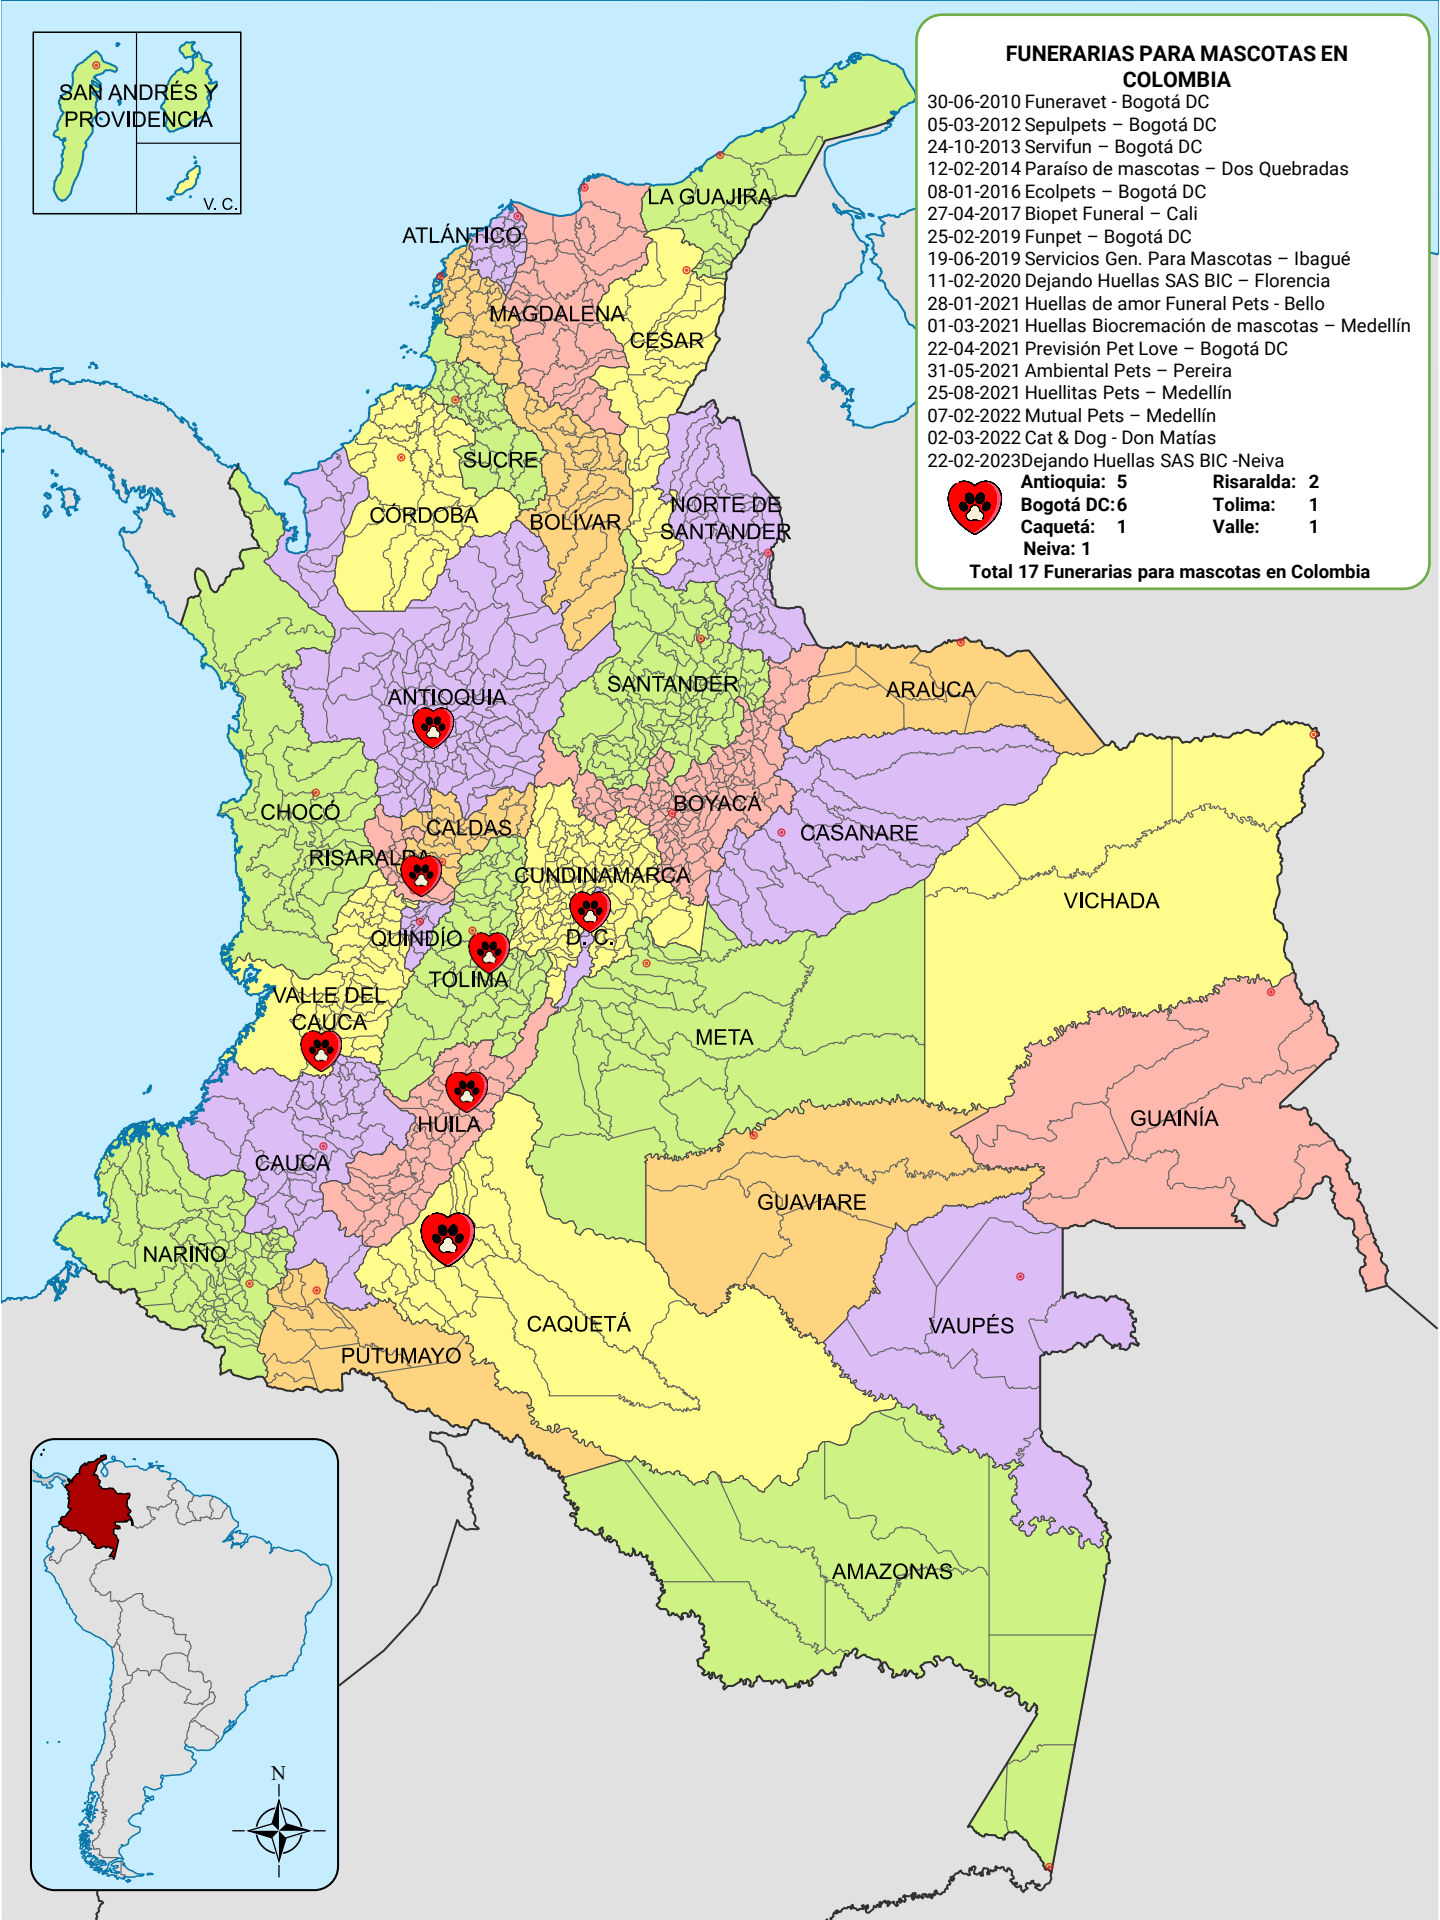 SAN ANDRÉS Y
PROVIDENCIA
V. C.
FUNERARIAS PARA MASCOTAS EN
COLOMBIA
30-06-2010 Funeravet - Bogotá DC
05-03-2012 Sepulpets – Bogotá DC
24-10-2013 Servifun – Bogotá DC
12-02-2014 Paraíso de mascotas – Dos Quebradas
08-01-2016 Ecolpets – Bogotá DC
27-04-2017 Biopet Funeral – Cali
25-02-2019 Funpet – Bogotá DC
19-06-2019 Servicios Gen. Para Mascotas – Ibagué
11-02-2020 Dejando Huellas SAS BIC – Florencia
28-01-2021 Huellas de amor Funeral Pets - Bello
01-03-2021 Huellas Biocremación de mascotas – Medellín
22-04-2021 Previsión Pet Love – Bogotá DC
31-05-2021 Ambiental Pets – Pereira
25-08-2021 Huellitas Pets – Medellín
07-02-2022 Mutual Pets – Medellín
02-03-2022 Cat & Dog - Don Matías
22-02-2023Dejando Huellas SAS BIC -Neiva
Antioquia: 5 Risaralda: 2
Bogotá DC:6 Tolima: 1
Caquetá: 1 Valle: 1
Neiva: 1
Total 17 Funerarias para mascotas en Colombia
LA GUAJIRA
ATLÁNTICO
MAGDALENA
CESAR
SUCRE
CÓRDOBA
BOLÍVAR
NORTE DE
SANTANDER
ANTIOQUIA
SANTANDER
ARAUCA
CHOCÓ
CALDAS
BOYACÁ
CASANARE
RISARALDA
CUNDINAMARCA
VICHADA
QUINDÍO
D. C.
TOLIMA
VALLE DEL
CAUCA
META
HUILA
GUAINÍA
CAUCA
GUAVIARE
NARIÑO
CAQUETÁ
VAUPÉS
PUTUMAYO
AMAZONAS
N